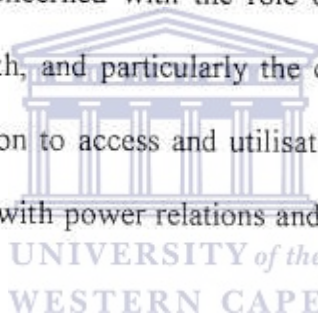 concerned with the role
th, and particularly the
on to access and utilisat
with power relations and
UNIVERSITY of the
WESTERN CAPE